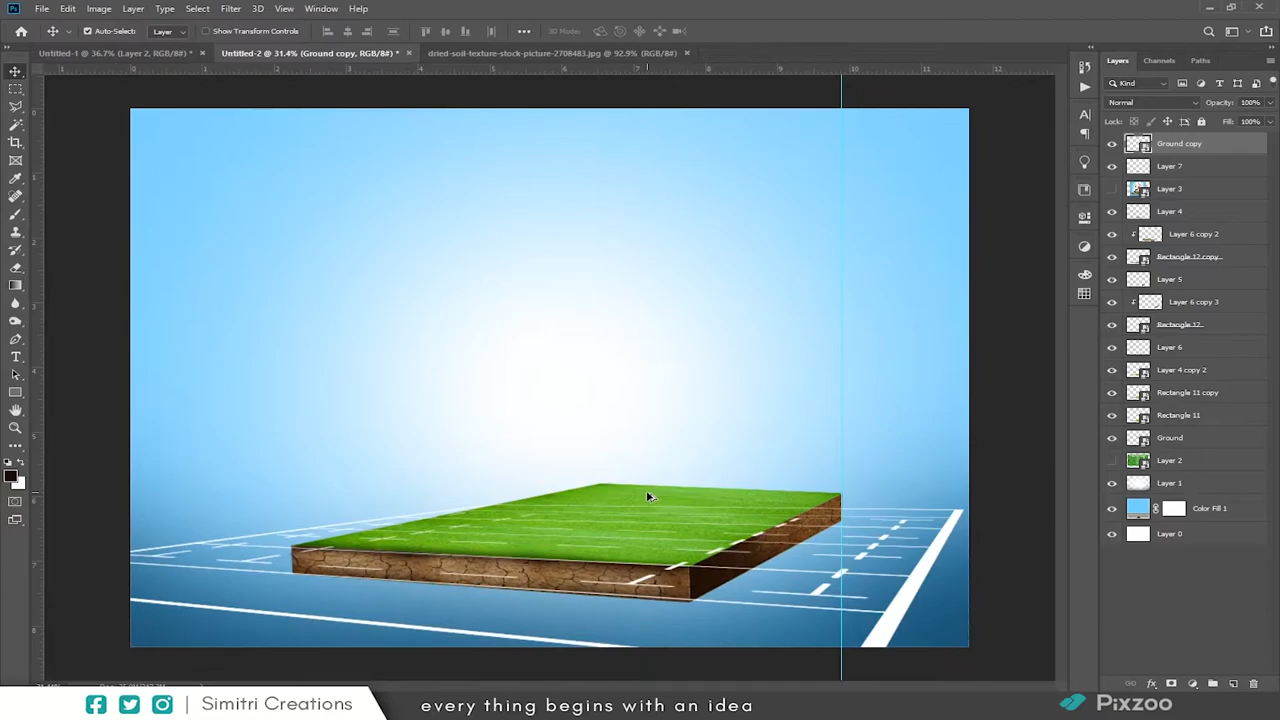 File Edit Image Layer Type Select Filter 3D View Window Help
Auto-Select: Layer Show Transform Controls 3D Mode:
Untitled-1 @ 36.7% (Layer 2, RGB/8#) * × Untitled-2 @ 31.4% (Ground copy, RGB/8#) * × dried-soil-texture-stock-picture-2708483.jpg @ 92.9% (RGB/8#) ×
Layers Channels Paths
Kind
Normal Opacity: 100%
Lock: Fill: 100%
Ground copy
Layer 7
Layer 3
Layer 4
Layer 6 copy 2
Rectangle 12 copy...
Layer 5
Layer 6 copy 3
Rectangle 12
Layer 6
Layer 4 copy 2
Rectangle 11 copy
Rectangle 11
Ground
Layer 2
Layer 1
Color Fill 1
Layer 0
Simitri Creations every thing begins with an idea Pixzoo